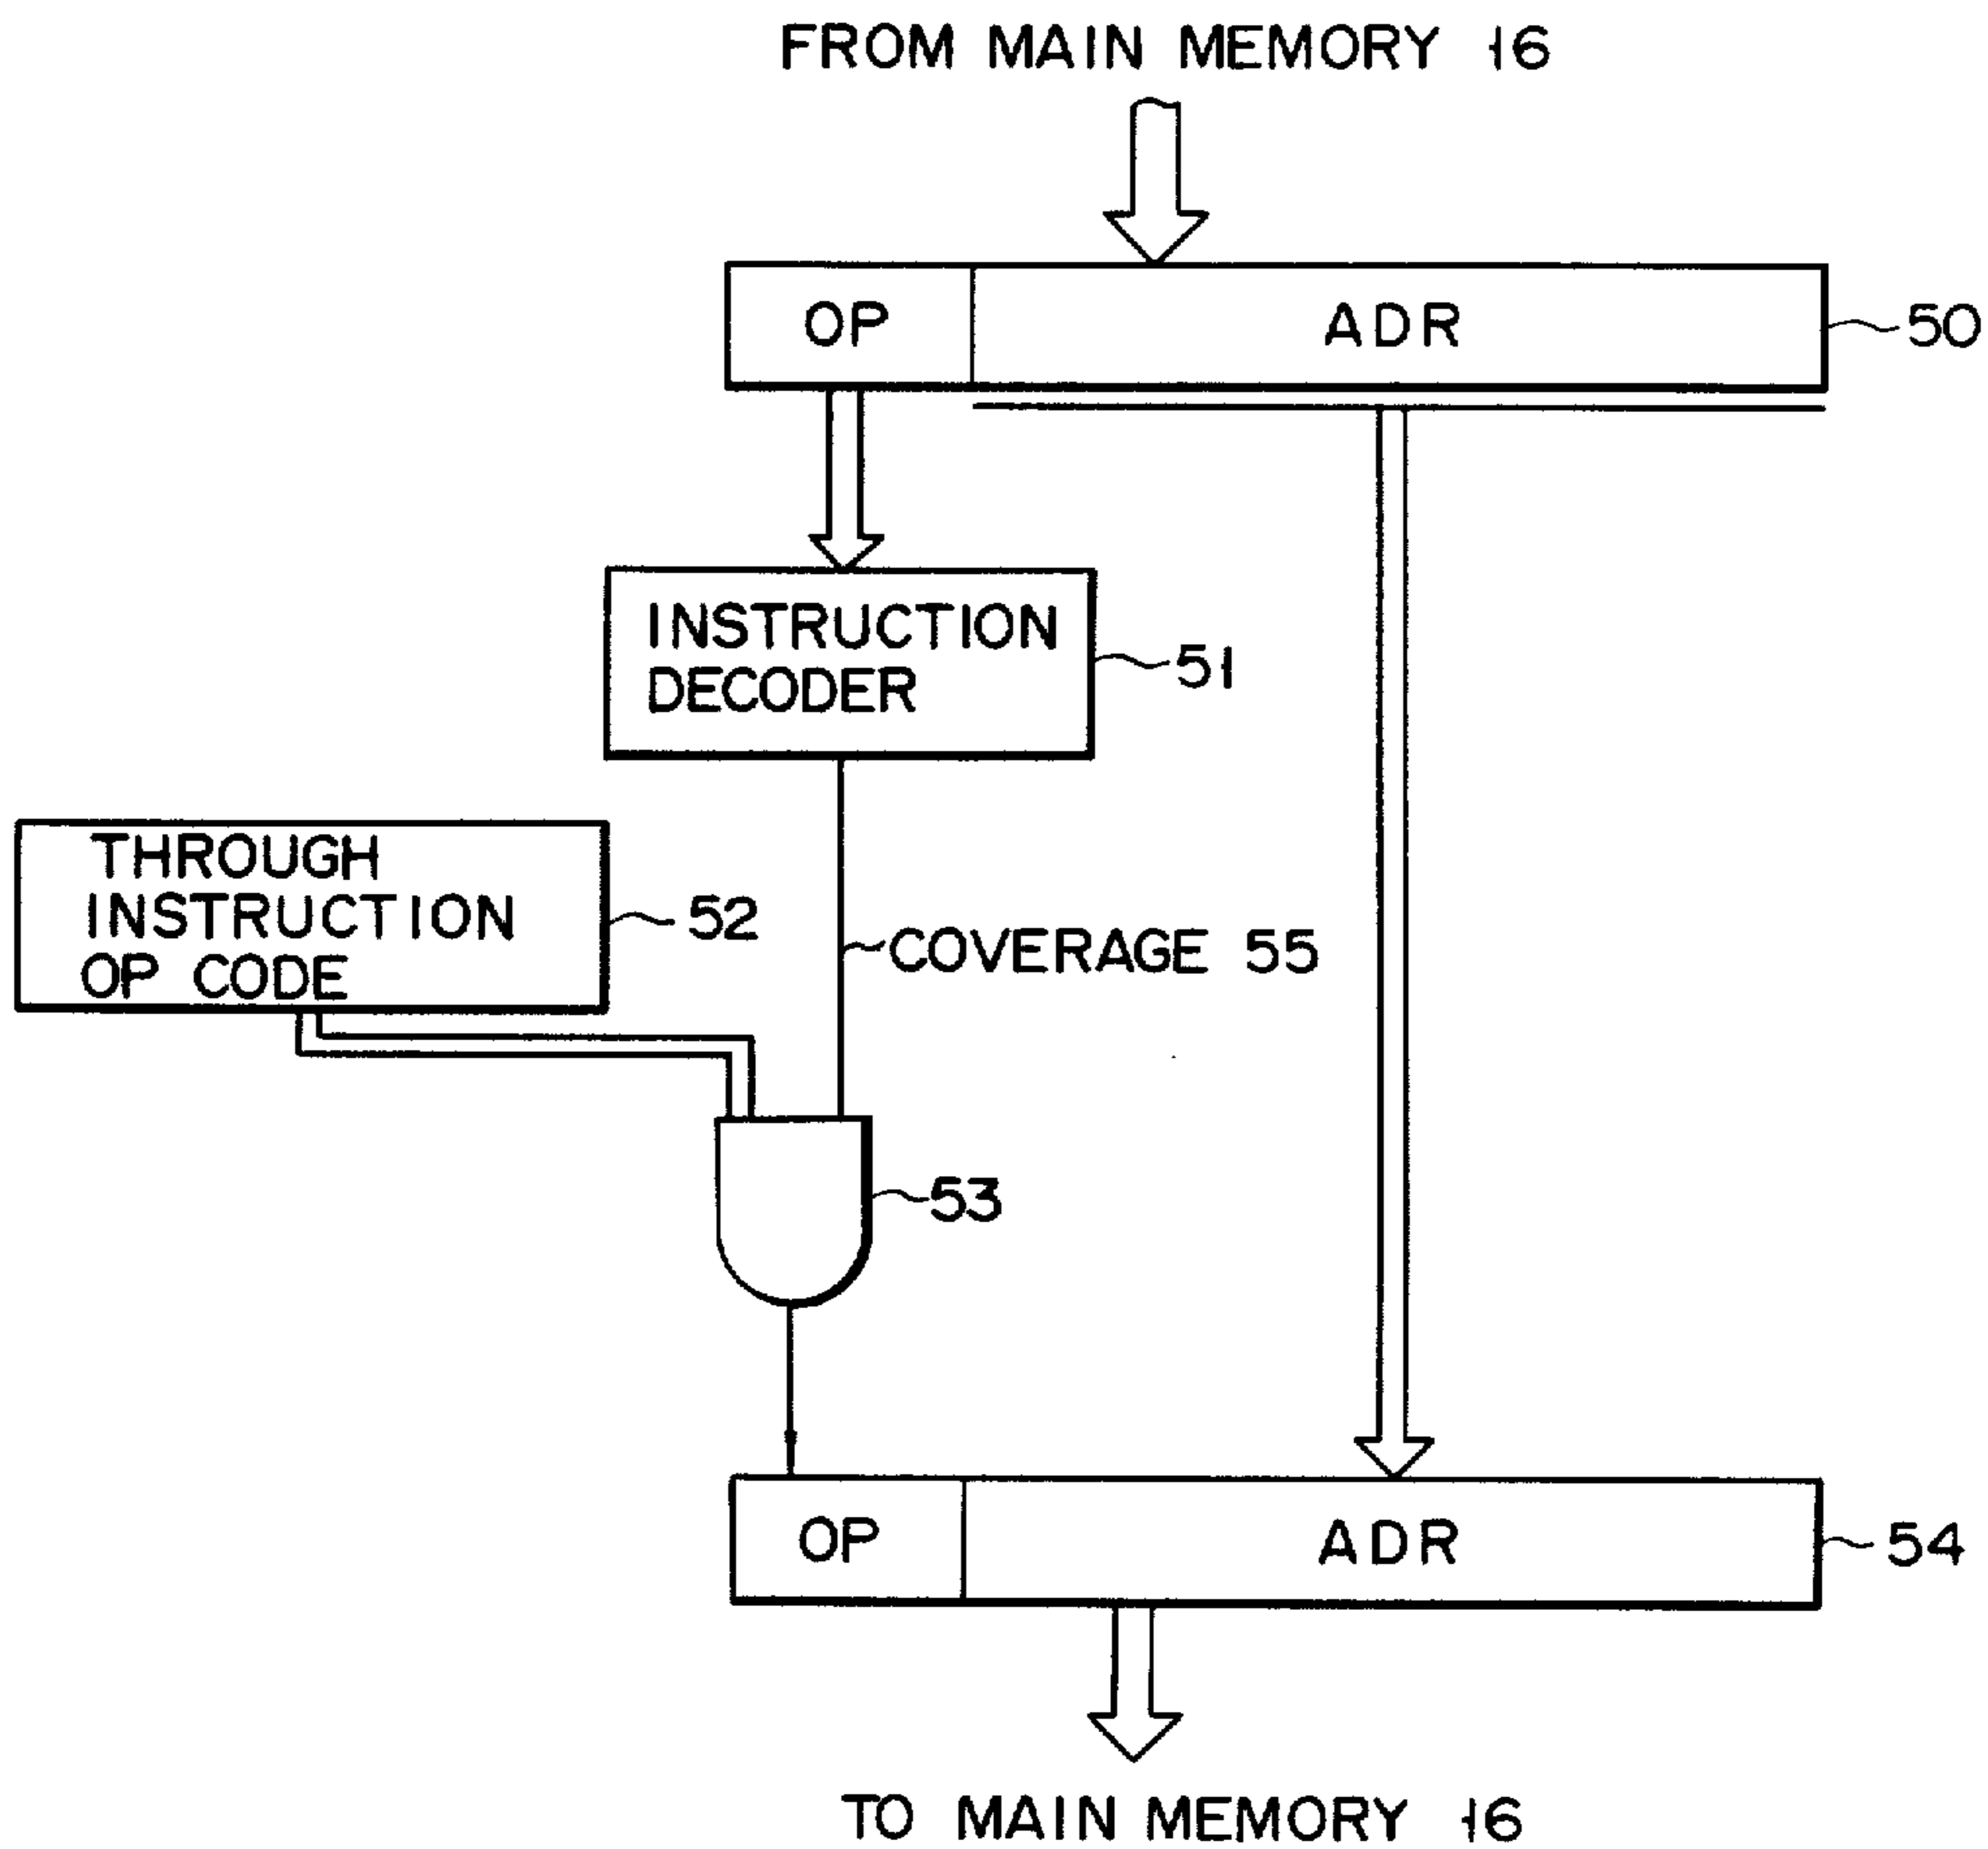 FROM MAIN MEMORY 16
OP ADR 50
INSTRUCTION
DECODER
51
THROUGH
INSTRUCTION
OP CODE
52
COVERAGE 55
53
OP ADR 54
TO MAIN MEMORY 16